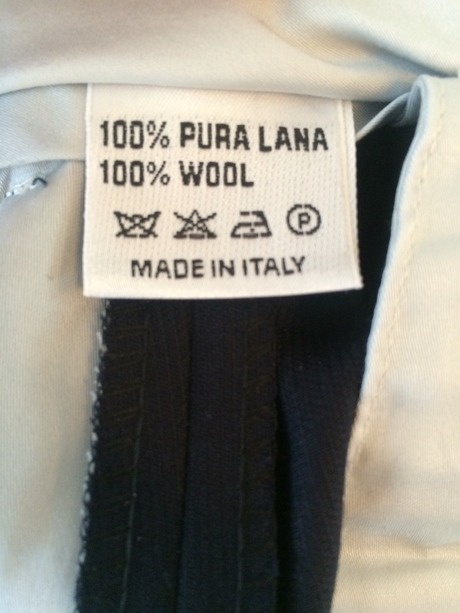 100% PURA LANA
100% WOOL
P
MADE IN ITALY